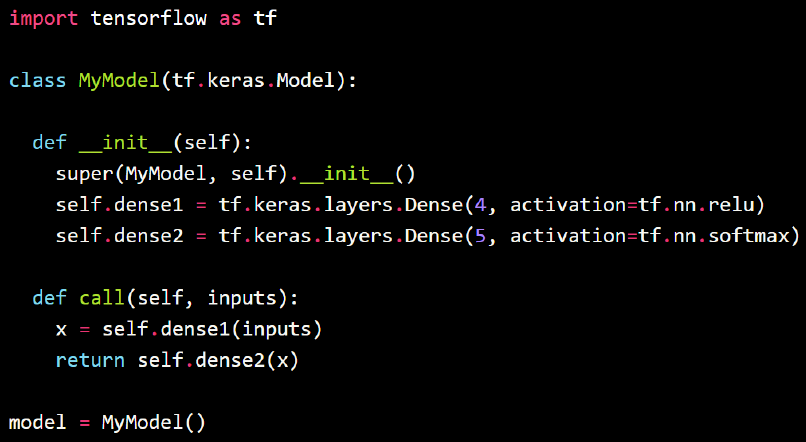 import tensorflow as tf
class MyModel(tf.keras.Model):
  def __init__(self):
    super(MyModel, self).__init__()
    self.dense1 = tf.keras.layers.Dense(4, activation=tf.nn.relu)
    self.dense2 = tf.keras.layers.Dense(5, activation=tf.nn.softmax)
  def call(self, inputs):
    x = self.dense1(inputs)
    return self.dense2(x)
model = MyModel()